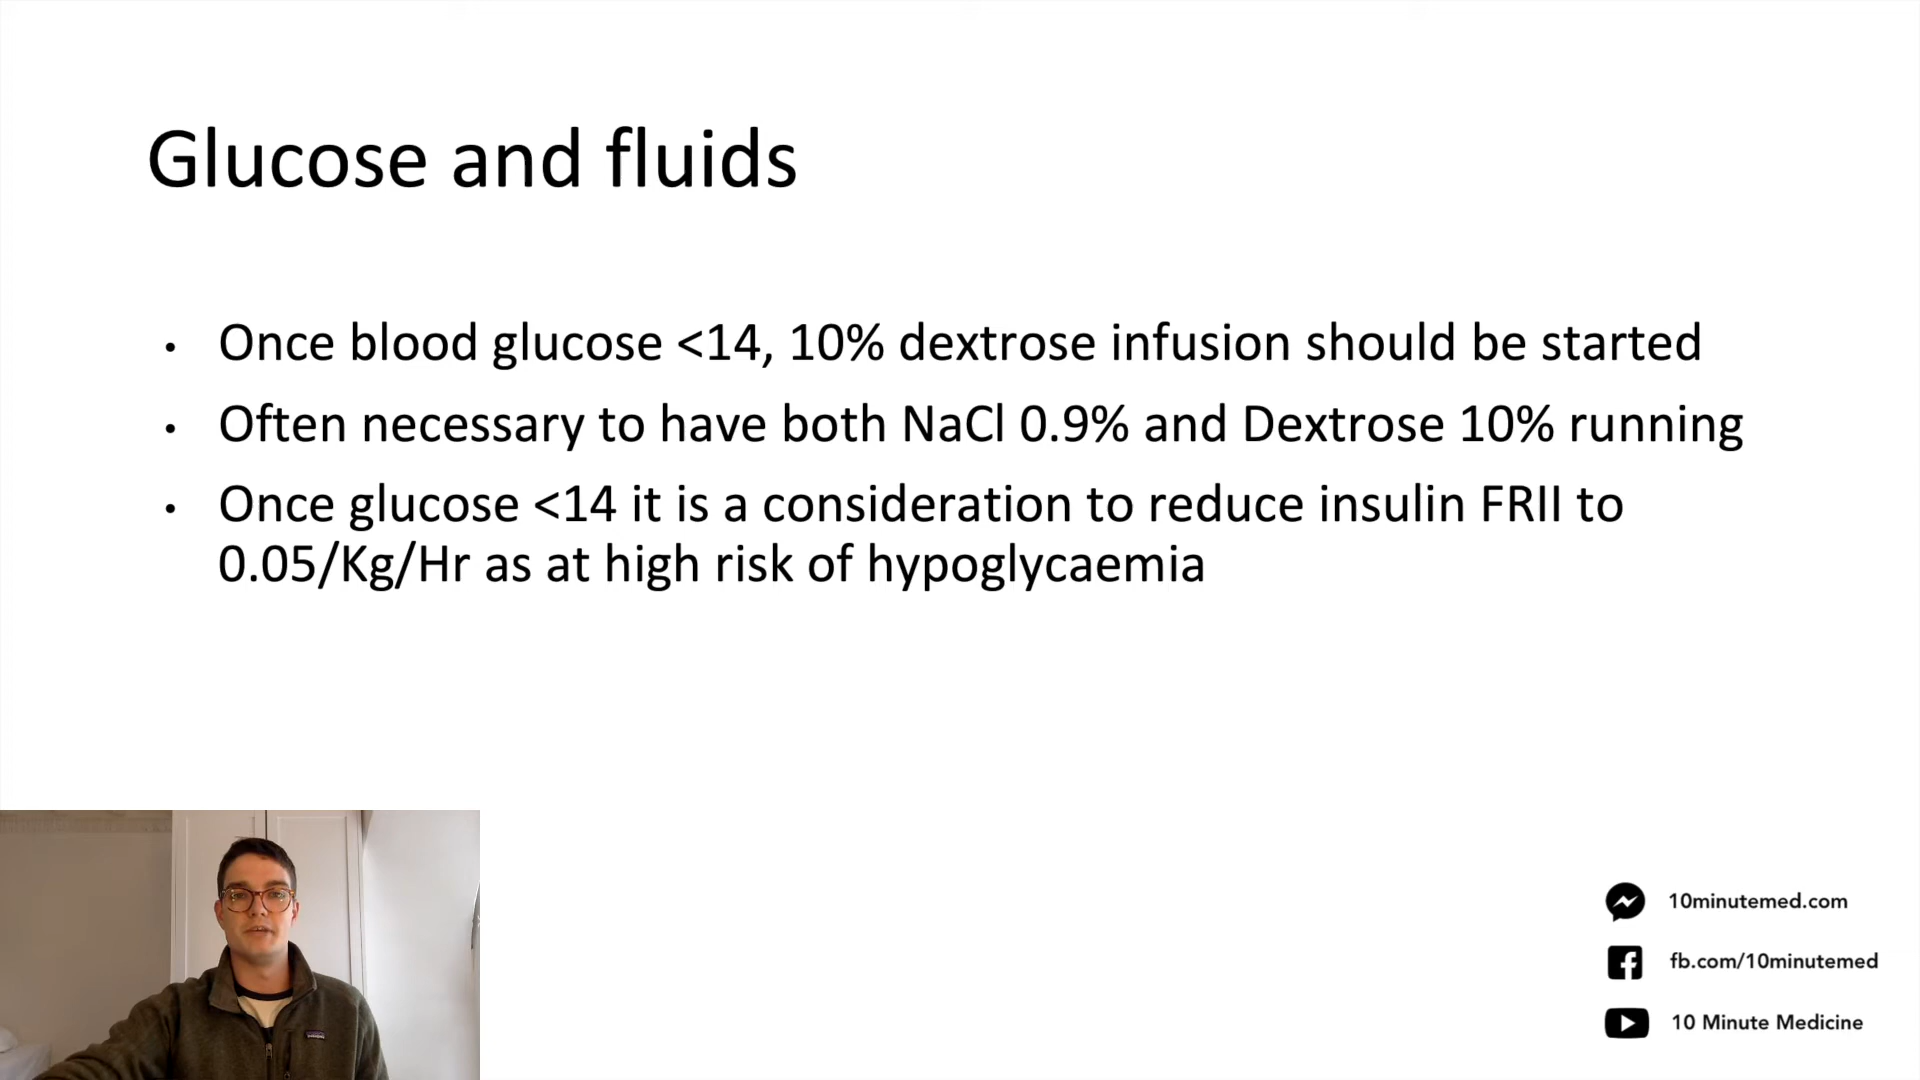 Glucose and fluids
• Once blood glucose <14, 10% dextrose infusion should be started
• Often necessary to have both NaCl 0.9% and Dextrose 10% running
• Once glucose <14 it is a consideration to reduce insulin FRII to
0.05/Kg/Hr as at high risk of hypoglycaemia
10minutemed.com
fb.com/10minutemed
10 Minute Medicine